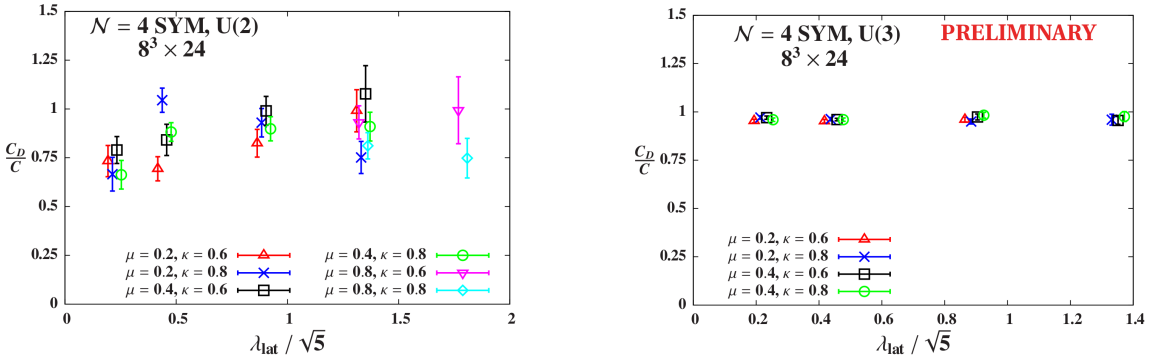 𝒩 = 4 SYM, U(2)
8³ × 24
C_D / C
1.5
1.25
1
0.75
0.5
0.25
0
μ = 0.2, κ = 0.6
μ = 0.2, κ = 0.8
μ = 0.4, κ = 0.6
μ = 0.4, κ = 0.8
μ = 0.8, κ = 0.6
μ = 0.8, κ = 0.8
0 0.5 1 1.5 2
λ_lat / √5
𝒩 = 4 SYM, U(3) PRELIMINARY
8³ × 24
C_D / C
1.5
1.25
1
0.75
0.5
0.25
0
μ = 0.2, κ = 0.6
μ = 0.2, κ = 0.8
μ = 0.4, κ = 0.6
μ = 0.4, κ = 0.8
0 0.2 0.4 0.6 0.8 1 1.2 1.4
λ_lat / √5